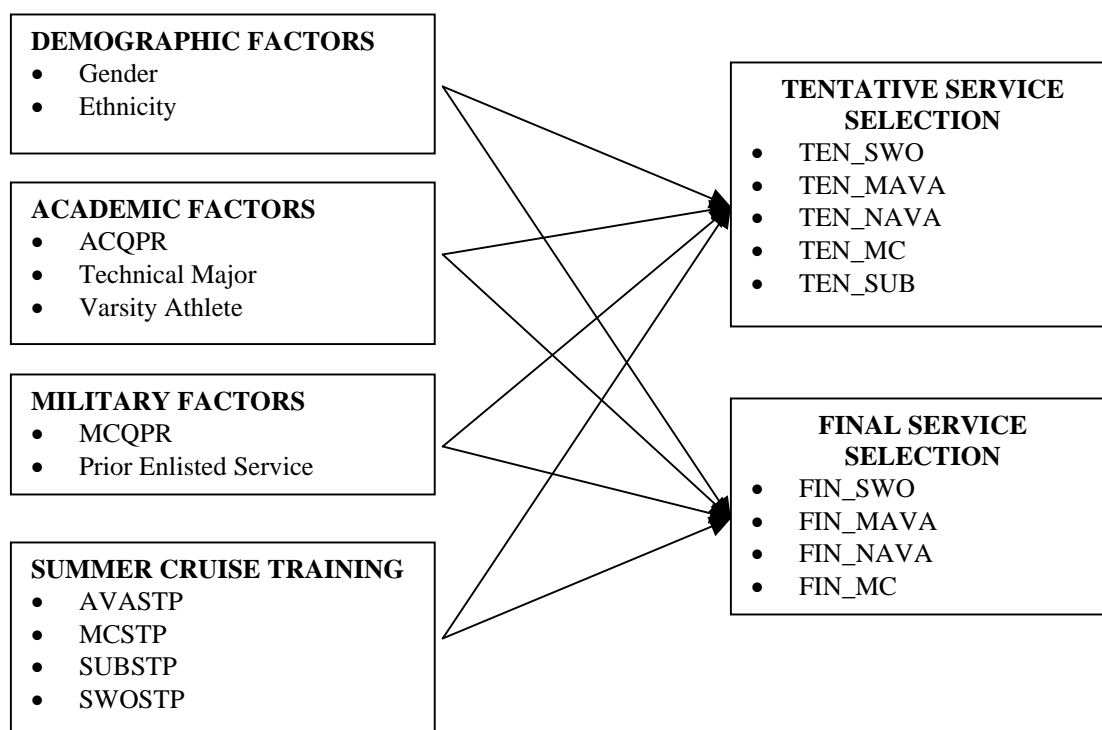 DEMOGRAPHIC FACTORS
• Gender
• Ethnicity
ACADEMIC FACTORS
• ACQPR
• Technical Major
• Varsity Athlete
MILITARY FACTORS
• MCQPR
• Prior Enlisted Service
SUMMER CRUISE TRAINING
• AVASTP
• MCSTP
• SUBSTP
• SWOSTP
TENTATIVE SERVICE
SELECTION
• TEN_SWO
• TEN_MAVA
• TEN_NAVA
• TEN_MC
• TEN_SUB
FINAL SERVICE
SELECTION
• FIN_SWO
• FIN_MAVA
• FIN_NAVA
• FIN_MC